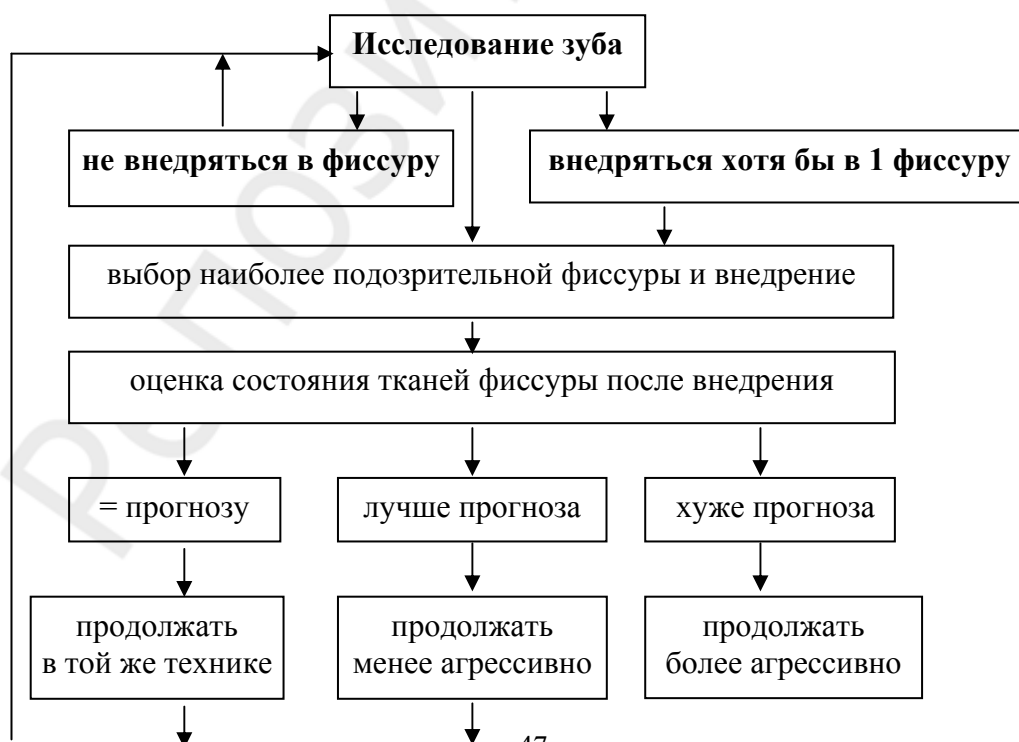 Исследование зуба
не внедряться в фиссуру
внедряться хотя бы в 1 фиссуру
выбор наиболее подозрительной фиссуры и внедрение
оценка состояния тканей фиссуры после внедрения
= прогнозу
лучше прогноза
хуже прогноза
продолжать
в той же технике
продолжать
менее агрессивно
продолжать
более агрессивно